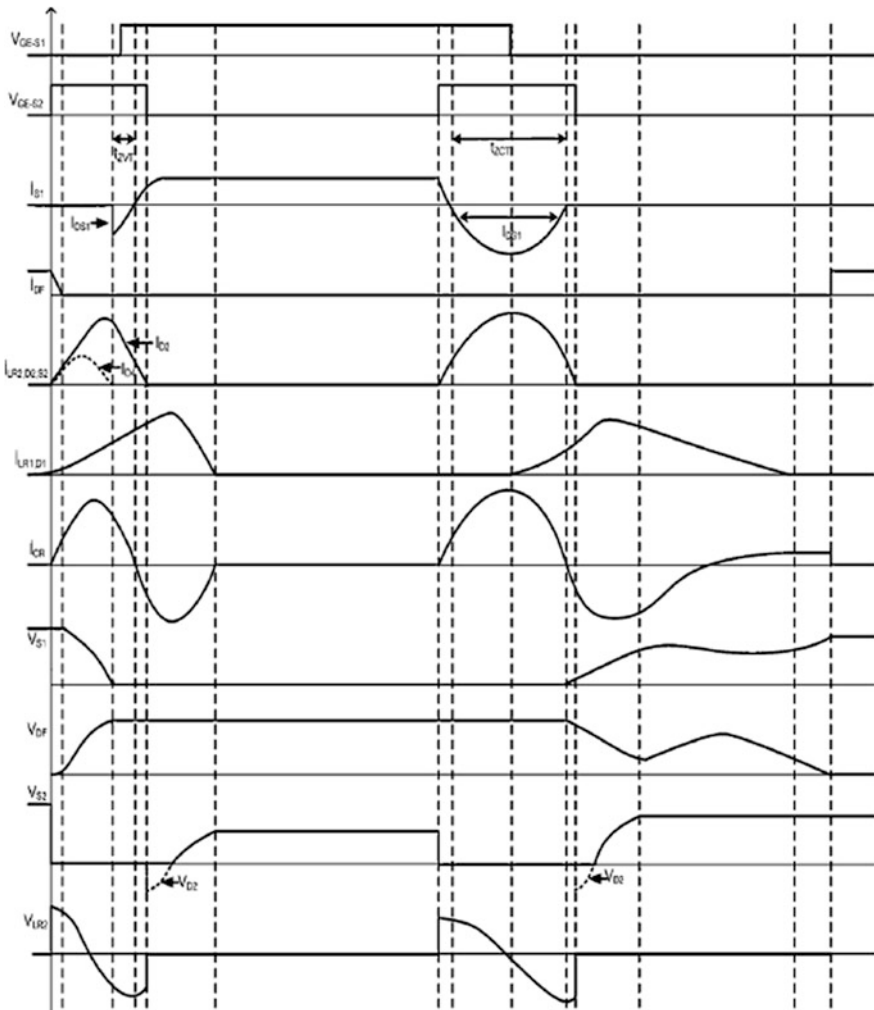 VGE-S1
VGE-S2
tZVT
tZCT
IS1
IDS1
IDS1
IDF
ID2
ILR2,D2,S2
ILR1,D1
ICR
VS1
VDF
VS2
VD2
VD2
VLR2